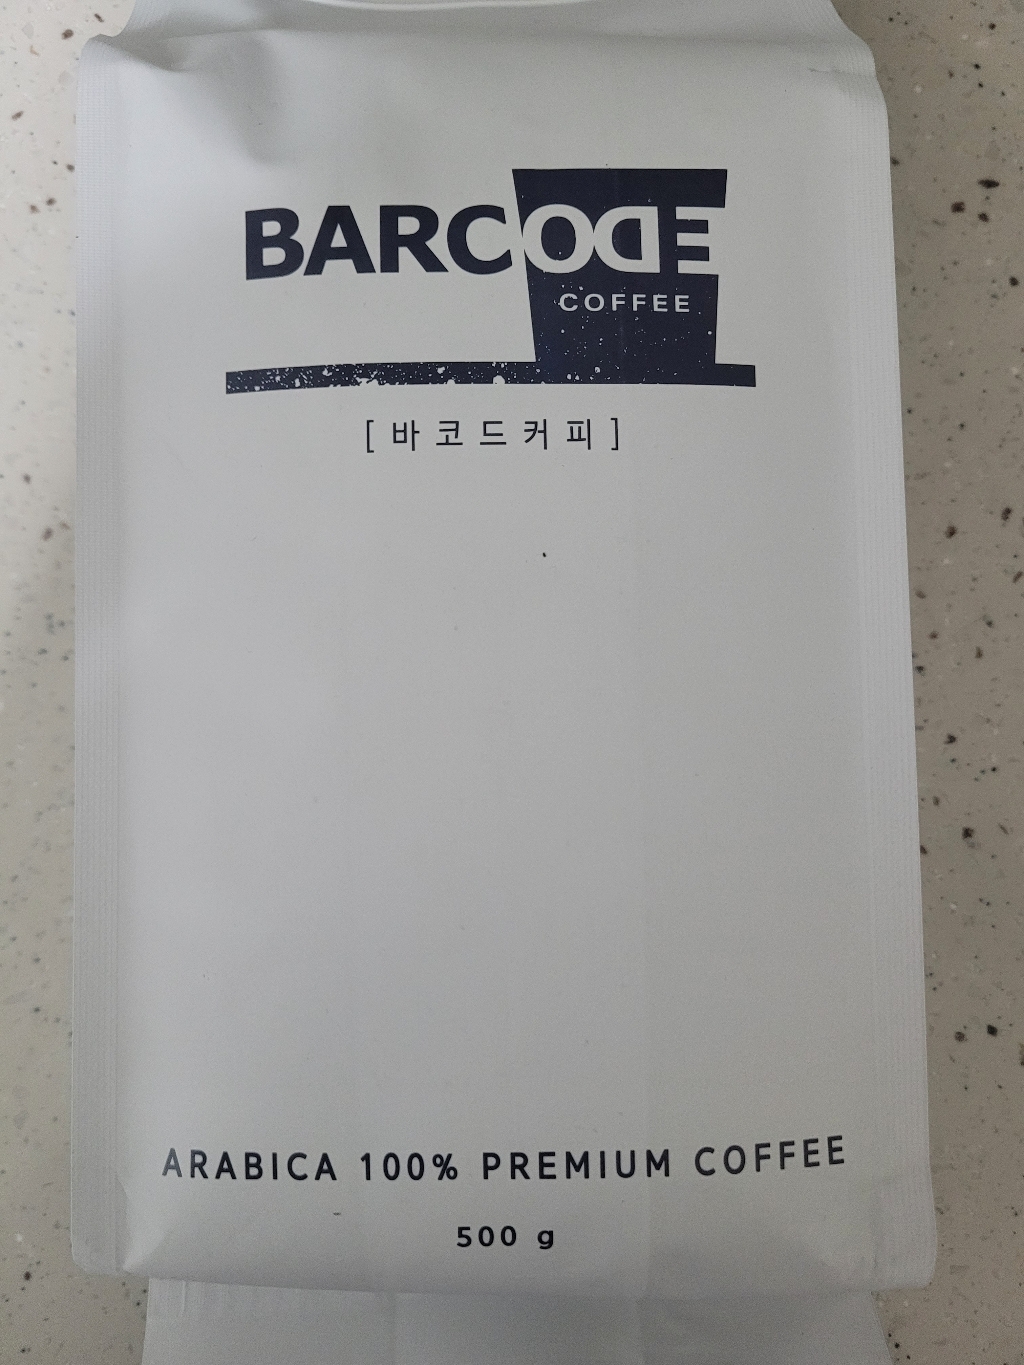 BARCODE
COFFEE
[바코드커피]
ARABICA 100% PREMIUM COFFEE
500 g